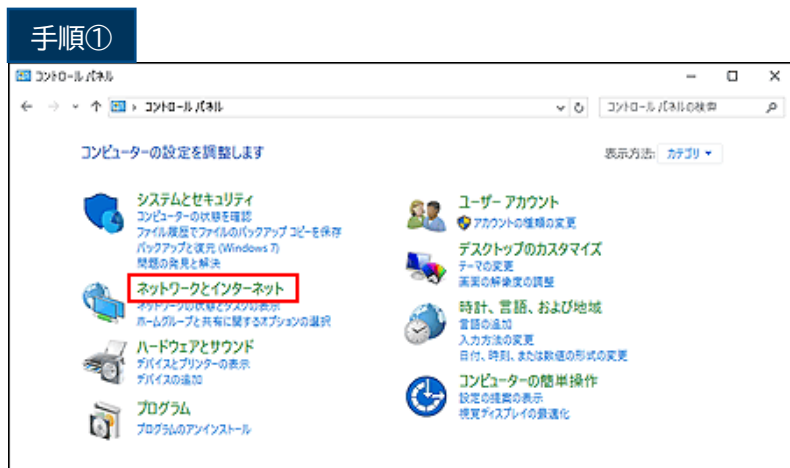 手順①
コントロール パネル
コントロール パネル
コントロール パネルの検索
コンピューターの設定を調整します
表示方法: カテゴリ
システムとセキュリティ
コンピューターの状態を確認
ファイル履歴でファイルのバックアップ コピーを保存
バックアップと復元 (Windows 7)
問題の発見と解決
ネットワークとインターネット
ネットワークの状態とタスクの表示
ホームグループと共有に関するオプションの選択
ハードウェアとサウンド
デバイスとプリンターの表示
デバイスの追加
プログラム
プログラムのアンインストール
ユーザー アカウント
アカウントの種類の変更
デスクトップのカスタマイズ
テーマの変更
画面の解像度の調整
時計、言語、および地域
言語の追加
入力方法の変更
日付、時刻、または数値の形式の変更
コンピューターの簡単操作
設定の提案の表示
視覚ディスプレイの最適化